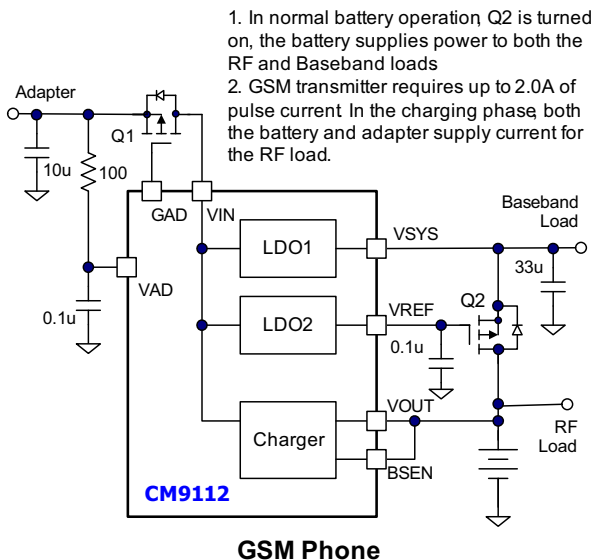 1. In normal battery operation, Q2 is turned
on, the battery supplies power to both the
RF and Baseband loads
2. GSM transmitter requires up to 2.0A of
pulse current. In the charging phase, both
the battery and adapter supply current for
the RF load.
Adapter
Q1
10u
100
GAD
VIN
Baseband
Load
LDO1
VSYS
33u
VAD
Q2
LDO2
VREF
0.1u
0.1u
VOUT
RF
Load
Charger
BSEN
CM9112
GSM Phone